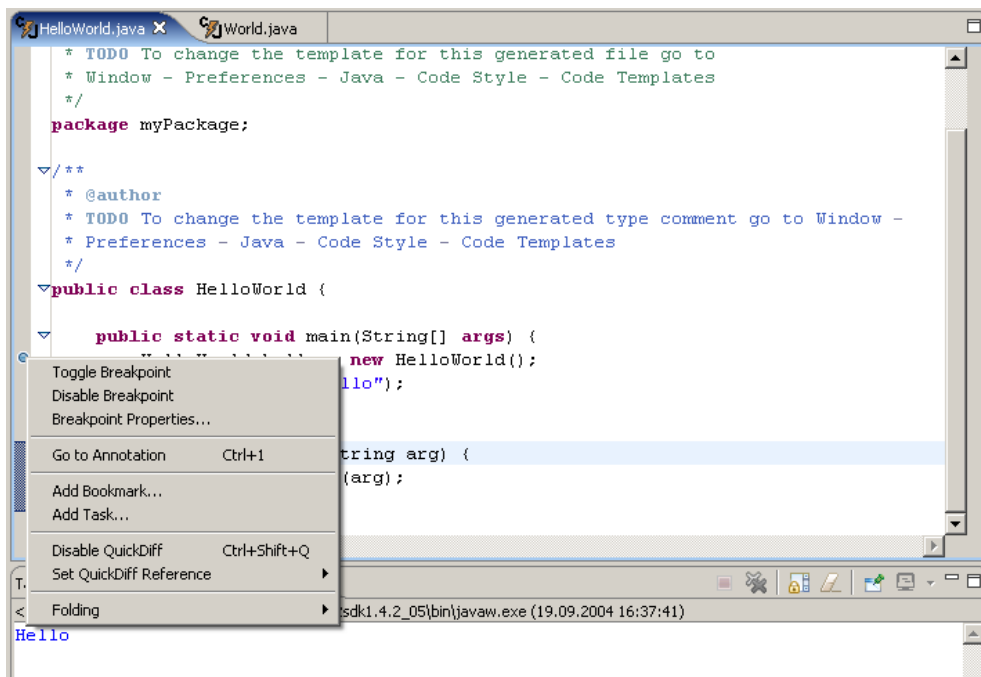 HelloWorld.java World.java
* TODO To change the template for this generated file go to
* Window - Preferences - Java - Code Style - Code Templates
*/
package myPackage;
/**
* @author
* TODO To change the template for this generated type comment go to Window -
* Preferences - Java - Code Style - Code Templates
*/
public class HelloWorld {
public static void main(String[] args) {
new HelloWorld();
Toggle Breakpoint
llo");
Disable Breakpoint
Breakpoint Properties...
Go to Annotation Ctrl+1
tring arg) {
(arg);
Add Bookmark...
Add Task...
Disable QuickDiff Ctrl+Shift+Q
Set QuickDiff Reference
Folding
sdk1.4.2_05\bin\javaw.exe (19.09.2004 16:37:41)
Hello